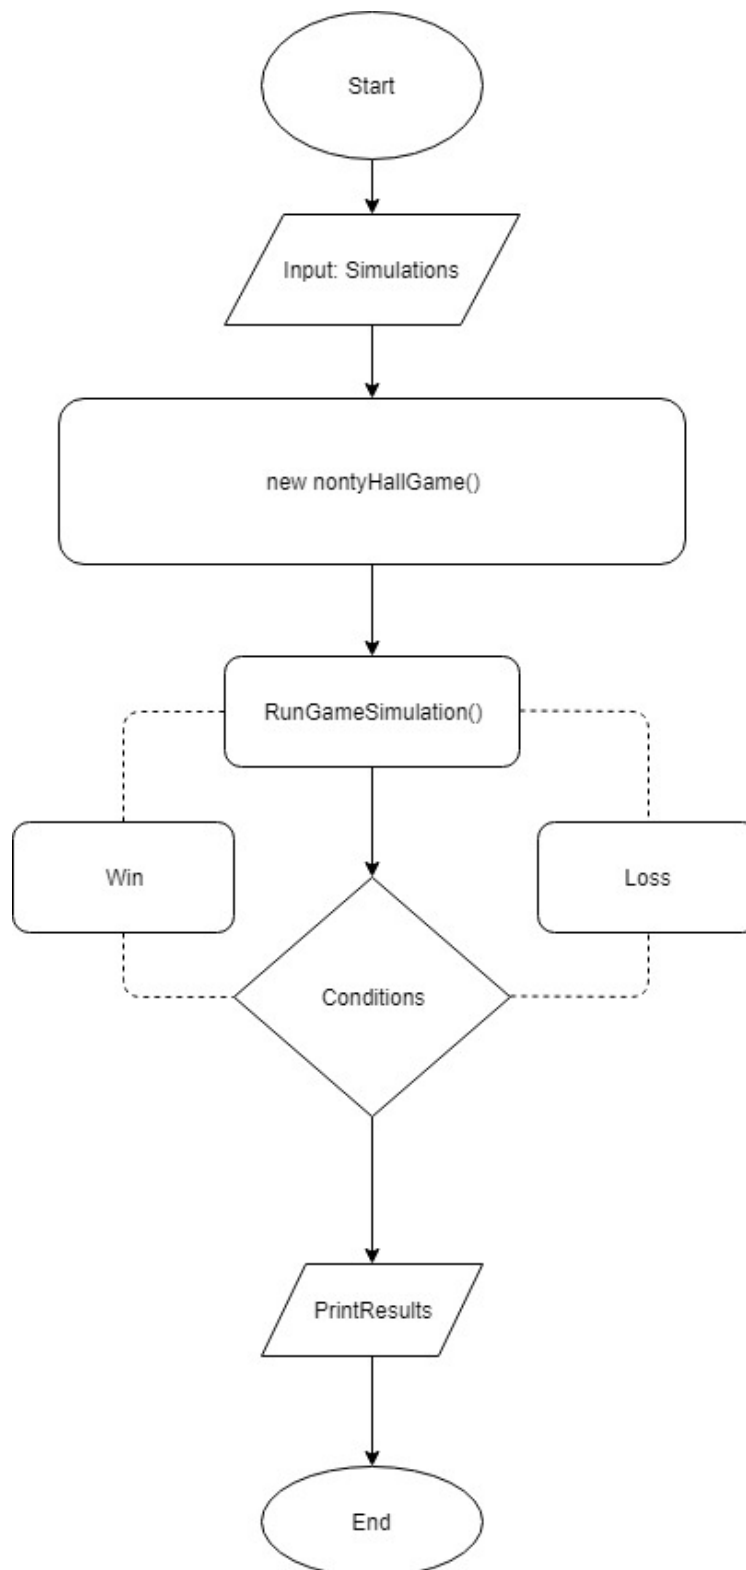 Start
Input: Simulations
new nontyHallGame()
RunGameSimulation()
Win
Loss
Conditions
PrintResults
End